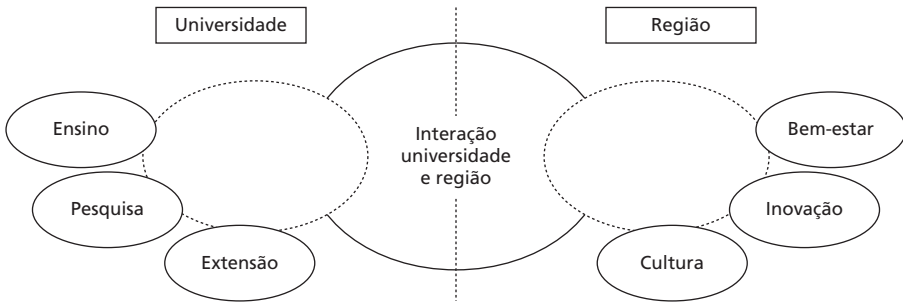 Universidade
Região
Ensino
Pesquisa
Extensão
Interação
universidade
e região
Bem-estar
Inovação
Cultura